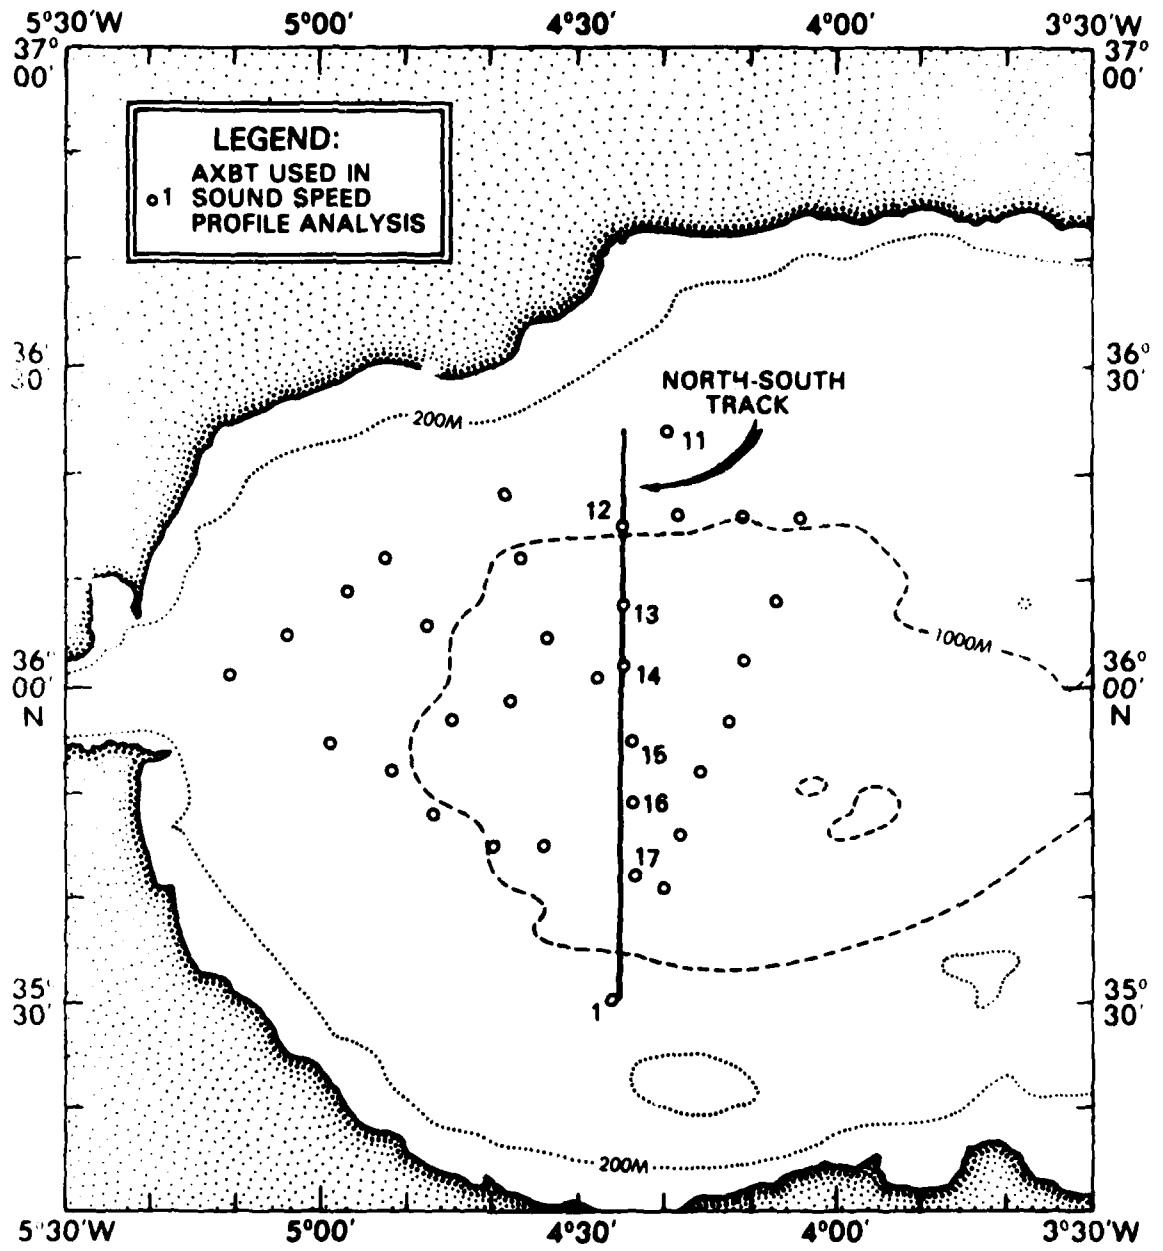 5°30'W 5°00' 4°30' 4°00' 3°30'W
37° 37°
00' 00'
LEGEND:
AXBT USED IN
1 SOUND SPEED
PROFILE ANALYSIS
36° 36°
30' 30'
NORTH-SOUTH
TRACK
200M
11
12
13
1000M
36° 36°
00' 14 00'
N N
15
16
17
35° 35°
30' 1 30'
200M
5°30'W 5°00' 4°30' 4°00' 3°30'W